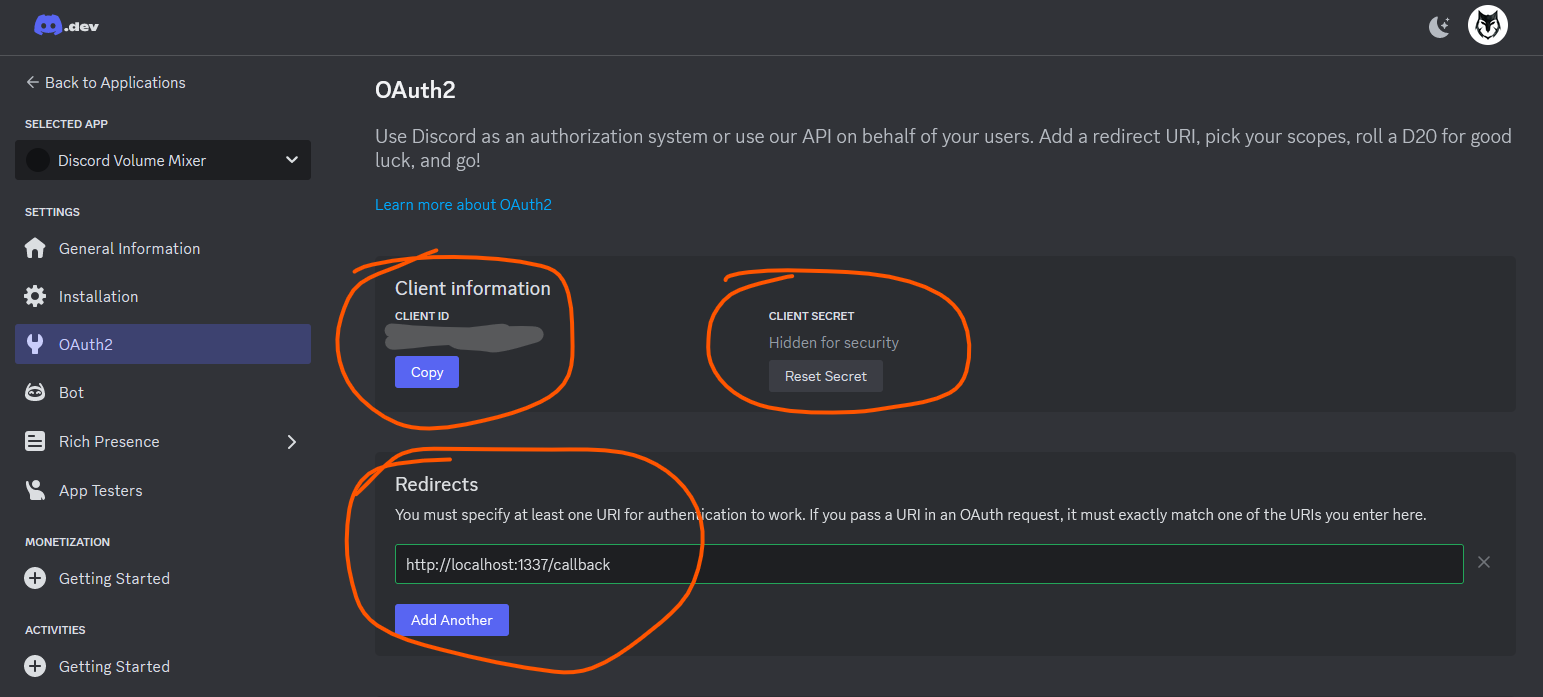 .dev
Back to Applications
SELECTED APP
Discord Volume Mixer
SETTINGS
General Information
Installation
OAuth2
Bot
Rich Presence
App Testers
MONETIZATION
Getting Started
ACTIVITIES
Getting Started
OAuth2
Use Discord as an authorization system or use our API on behalf of your users. Add a redirect URI, pick your scopes, roll a D20 for good
luck, and go!
Learn more about OAuth2
Client information
CLIENT ID
Copy
CLIENT SECRET
Hidden for security
Reset Secret
Redirects
You must specify at least one URI for authentication to work. If you pass a URI in an OAuth request, it must exactly match one of the URIs you enter here.
http://localhost:1337/callback
Add Another